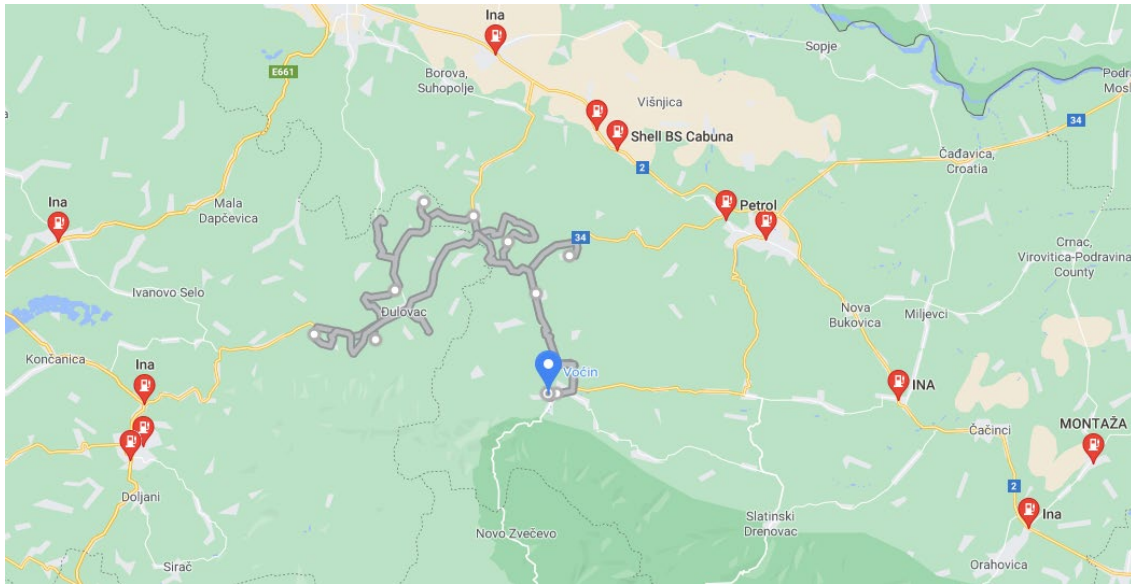 Ina
Sopje
E661
Borova,
Suhopolje
Podra
Mosl
Višnjica
34
Shell BS Cabuna
2
Čađavica,
Croatia
Ina
Mala
Dapčevica
Petrol
34
Crnac,
Virovitica-Podravina
County
Ivanovo Selo
Đulovac
Nova
Bukovica
Miljevci
Končanica
Ina
Voćin
INA
Čačinci
MONTAŽA
Doljani
2
Ina
Slatinski
Drenovac
Novo Zvečevo
Sirač
Orahovica